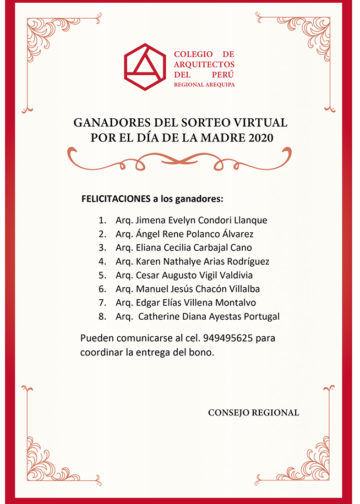 COLEGIO DE
ARQUITECTOS
DEL PERÚ
REGIONAL AREQUIPA
GANADORES DEL SORTEO VIRTUAL
POR EL DÍA DE LA MADRE 2020
FELICITACIONES a los ganadores:
1. Arq. Jimena Evelyn Condori Llanque
2. Arq. Ángel Rene Polanco Álvarez
3. Arq. Eliana Cecilia Carbajal Cano
4. Arq. Karen Nathalye Arias Rodríguez
5. Arq. Cesar Augusto Vigil Valdivia
6. Arq. Manuel Jesús Chacón Villalba
7. Arq. Edgar Elías Villena Montalvo
8. Arq. Catherine Diana Ayestas Portugal
Pueden comunicarse al cel. 949495625 para
coordinar la entrega del bono.
CONSEJO REGIONAL